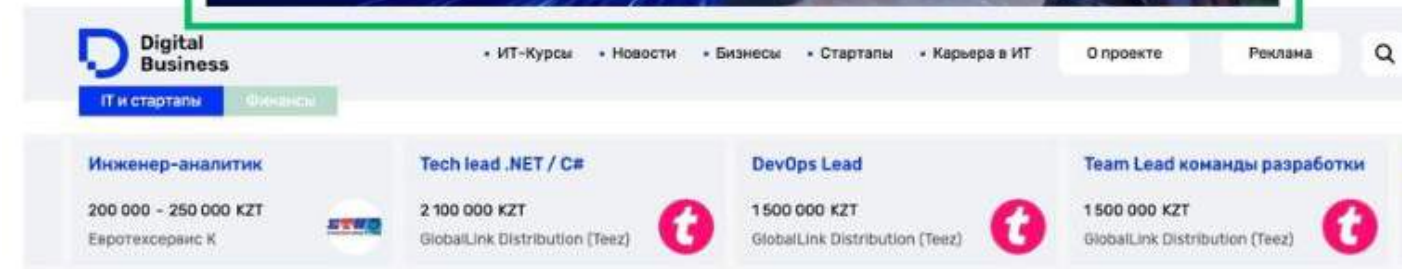 Digital
Business
• ИТ-Курсы • Новости • Бизнесы • Стартапы • Карьера в ИТ О проекте Реклама
IT и стартапы Финансы
Инженер-аналитик
200 000 - 250 000 KZT
Евротехсервис К
Tech lead .NET / C#
2 100 000 KZT
GlobalLink Distribution (Teez)
t
DevOps Lead
1 500 000 KZT
GlobalLink Distribution (Teez)
t
Team Lead команды разработки
1 500 000 KZT
GlobalLink Distribution (Teez)
t